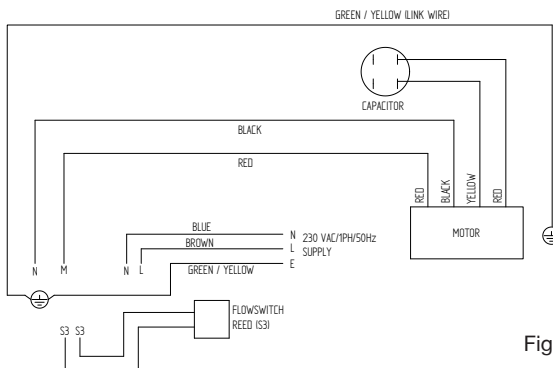 GREEN / YELLOW (LINK WIRE)
CAPACITOR
BLACK
RED
RED
BLACK
YELLOW
RED
MOTOR
BLUE
BROWN
GREEN / YELLOW
N 230 VAC/1PH/50Hz
L SUPPLY
E
N M N L
FLOWSWITCH
REED (S3)
S3 S3
Fig